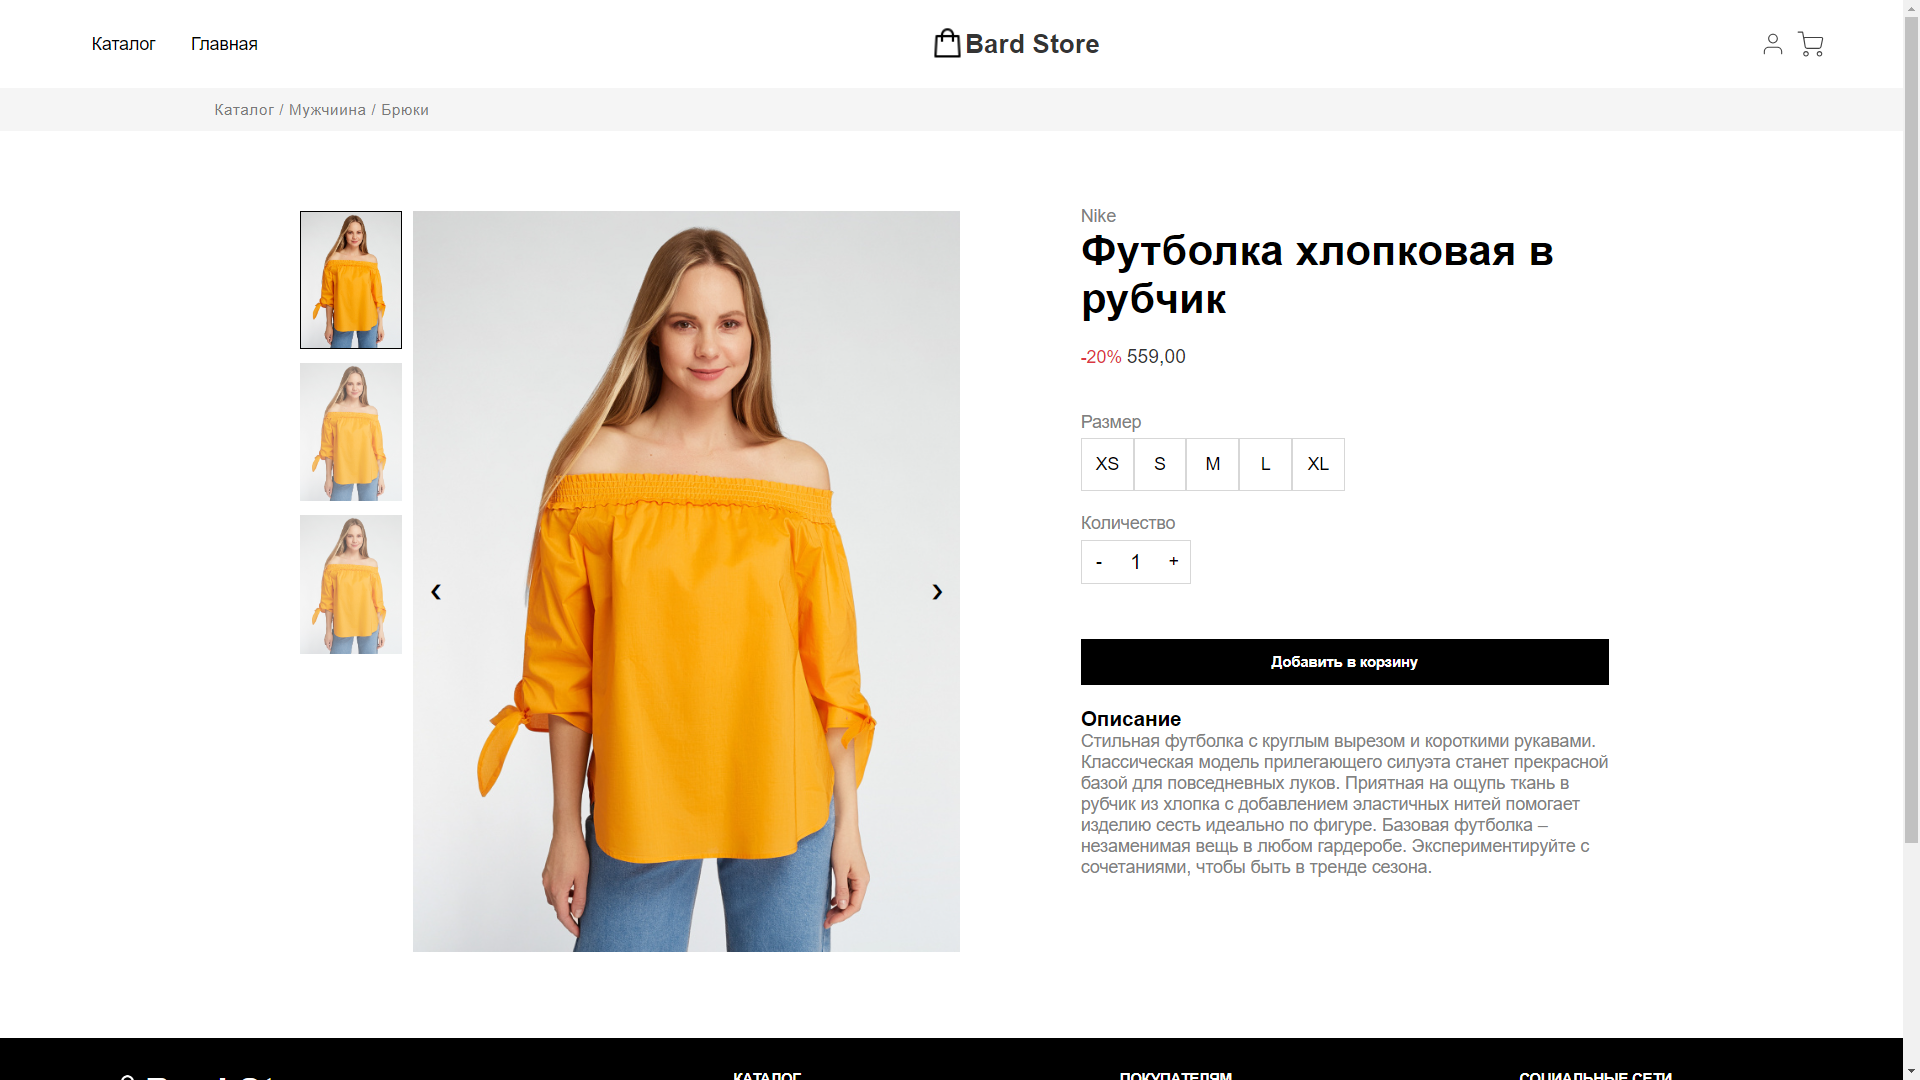 Каталог Главная
Bard Store
Каталог / Мужчиина / Брюки
Nike
Футболка хлопковая в
рубчик
-20% 559,00
Размер
XS S M L XL
Количество
- 1 +
Добавить в корзину
Описание
Стильная футболка с круглым вырезом и короткими рукавами.
Классическая модель прилегающего силуэта станет прекрасной
базой для повседневных луков. Приятная на ощупь ткань в
рубчик из хлопка с добавлением эластичных нитей помогает
изделию сесть идеально по фигуре. Базовая футболка –
незаменимая вещь в любом гардеробе. Экспериментируйте с
сочетаниями, чтобы быть в тренде сезона.
КАТАЛОГ ПОКУПАТЕЛЯМ СОЦИАЛЬНЫЕ СЕТИ